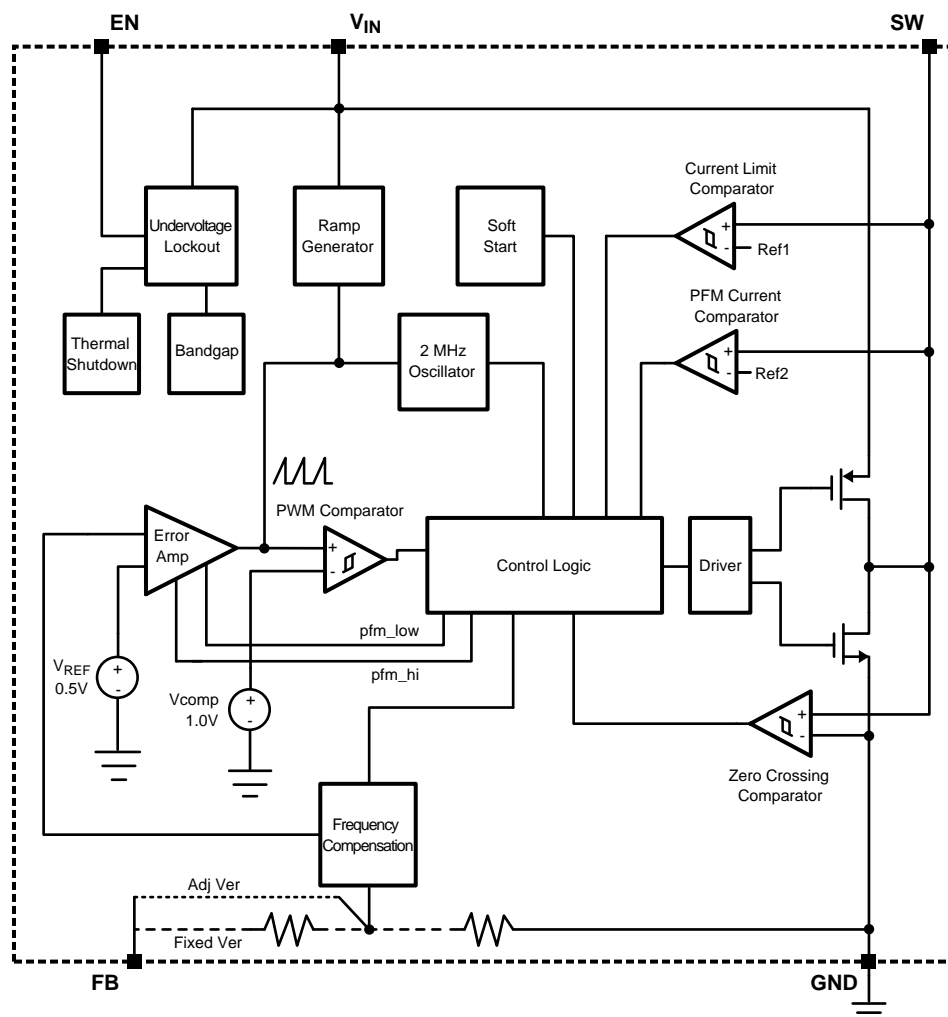 EN
VIN
SW
Current Limit
Comparator
Undervoltage
Lockout
Ramp
Generator
Soft
Start
+
-
Ref1
PFM Current
Comparator
Thermal
Shutdown
Bandgap
2 MHz
Oscillator
+
-
Ref2
PWM Comparator
Error
Amp
+
-
Control Logic
Driver
pfm_low
pfm_hi
VREF
0.5V
+
-
Vcomp
1.0V
+
-
+
-
Zero Crossing
Comparator
Frequency
Compensation
Adj Ver
Fixed Ver
FB
GND